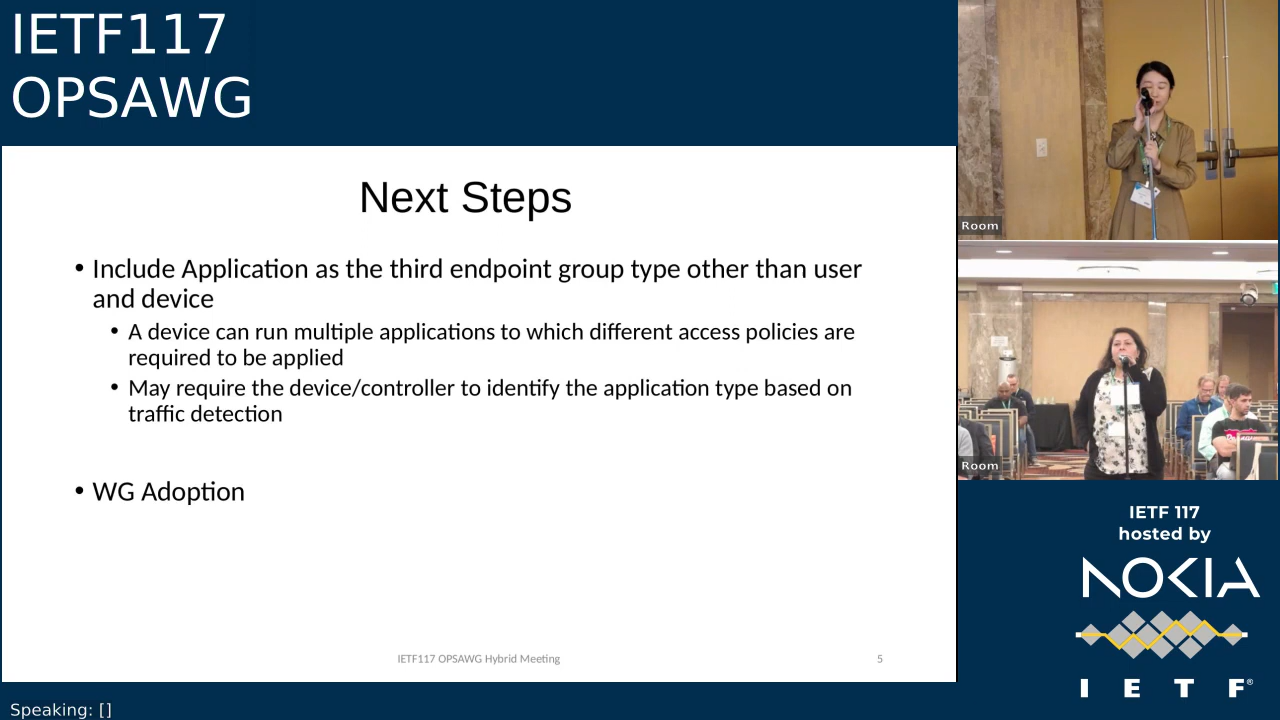 IETF117
OPSAWG
Next Steps
• Include Application as the third endpoint group type other than user
and device
• A device can run multiple applications to which different access policies are
required to be applied
• May require the device/controller to identify the application type based on
traffic detection
• WG Adoption
IETF117 OPSAWG Hybrid Meeting
5
Room
Room
IETF 117
hosted by
NOKIA
I E T F®
Speaking: []